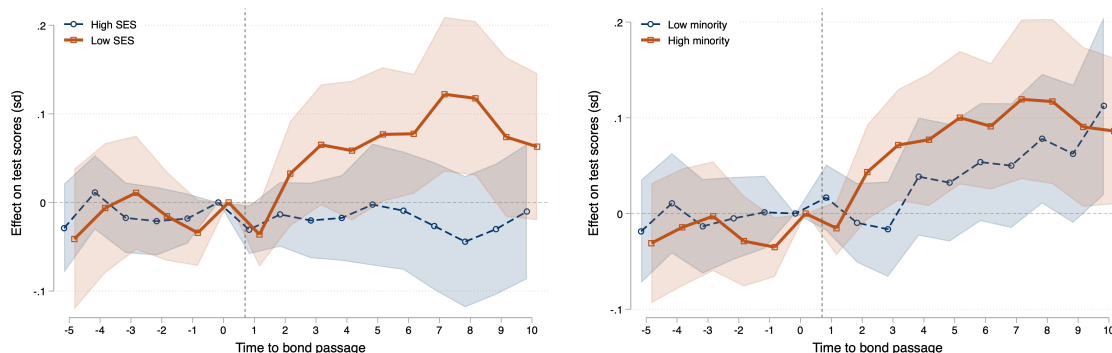 High SES
Low SES
Effect on test scores (sd)
.2
.1
0
-.1
-5 -4 -3 -2 -1 0 1 2 3 4 5 6 7 8 9 10
Time to bond passage
Low minority
High minority
Effect on test scores (sd)
.2
.1
0
-.1
-5 -4 -3 -2 -1 0 1 2 3 4 5 6 7 8 9 10
Time to bond passage